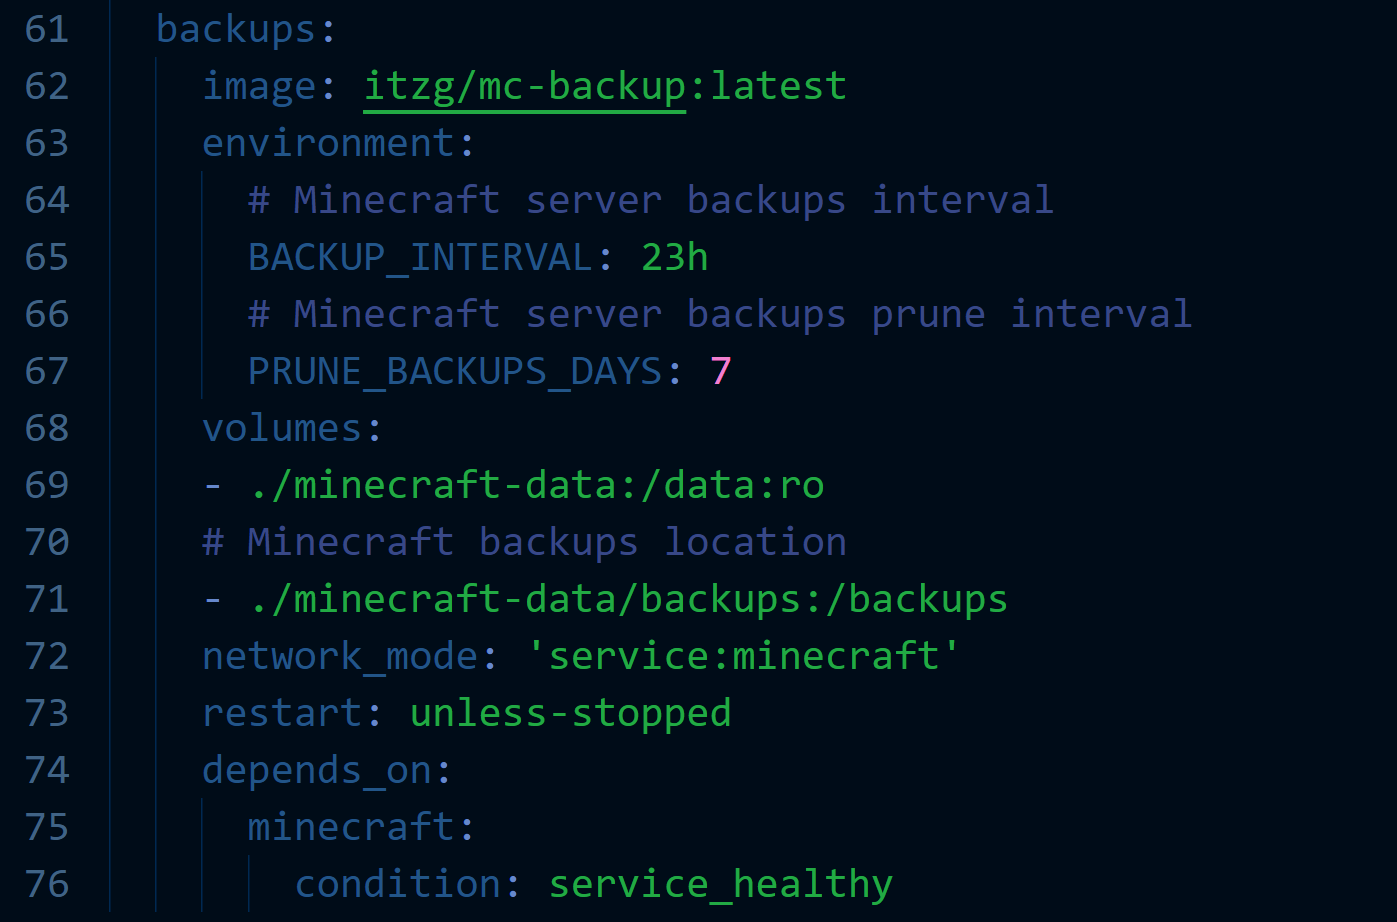 61 backups:
62 image: itzg/mc-backup:latest
63 environment:
64 # Minecraft server backups interval
65 BACKUP_INTERVAL: 23h
66 # Minecraft server backups prune interval
67 PRUNE_BACKUPS_DAYS: 7
68 volumes:
69 - ./minecraft-data:/data:ro
70 # Minecraft backups location
71 - ./minecraft-data/backups:/backups
72 network_mode: 'service:minecraft'
73 restart: unless-stopped
74 depends_on:
75 minecraft:
76 condition: service_healthy